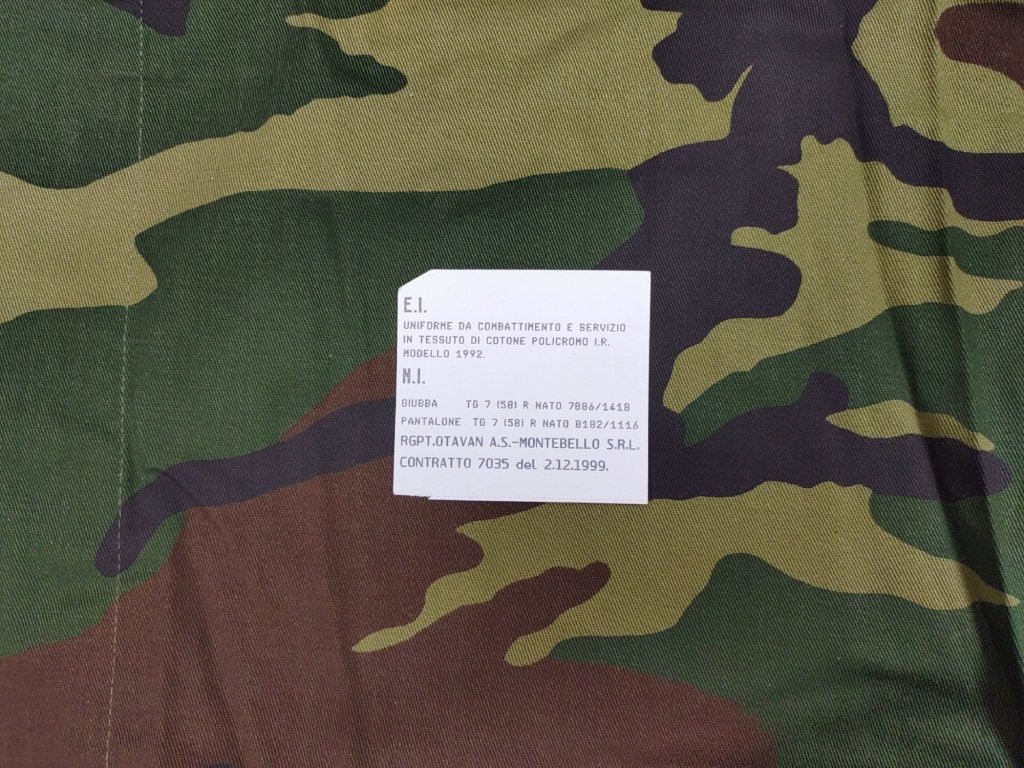 E.I.
UNIFORME DA COMBATTIMENTO E SERVIZIO
IN TESSUTO DI COTONE POLICROMO I.R.
MODELLO 1992.
N.I.
GIUBBA TG 7 (58) R NATO 7886/1418
PANTALONE TG 7 (58) R NATO 8182/1116
RGPT.OTAVAN A.S.-MONTEBELLO S.R.L.
CONTRATTO 7035 del 2.12.1999.